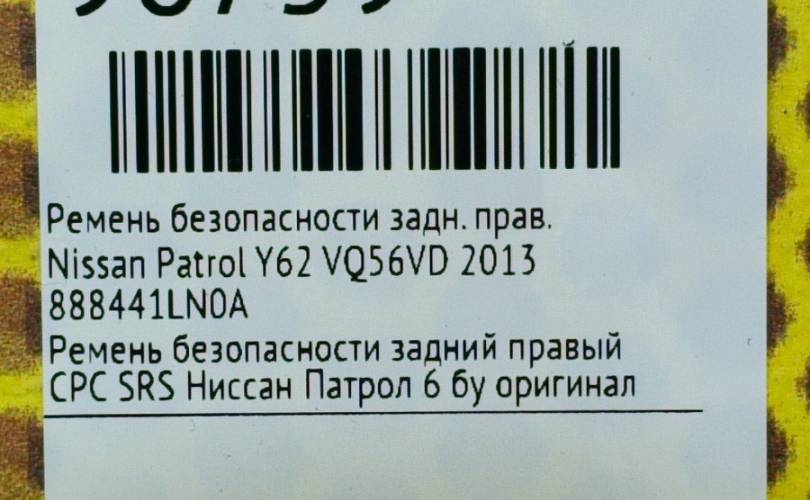 Ремень безопасности задн. прав.
Nissan Patrol Y62 VQ56VD 2013
888441LN0A
Ремень безопасности задний правый
СРС SRS Ниссан Патрол 6 бу оригинал